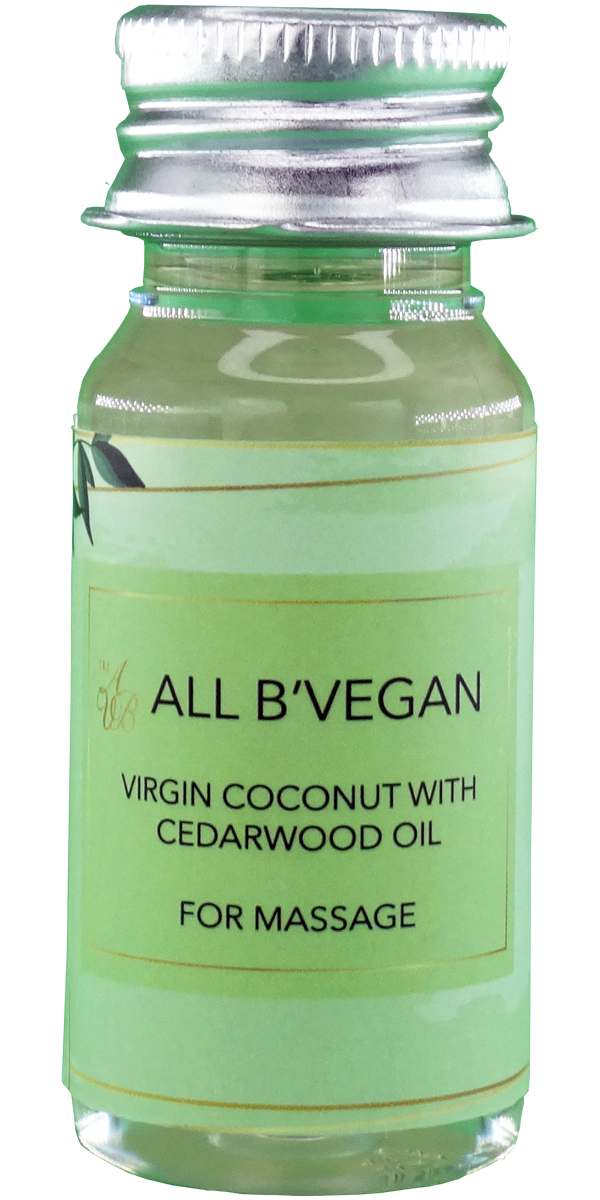 ALL B'VEGAN
VIRGIN COCONUT WITH
CEDARWOOD OIL
FOR MASSAGE